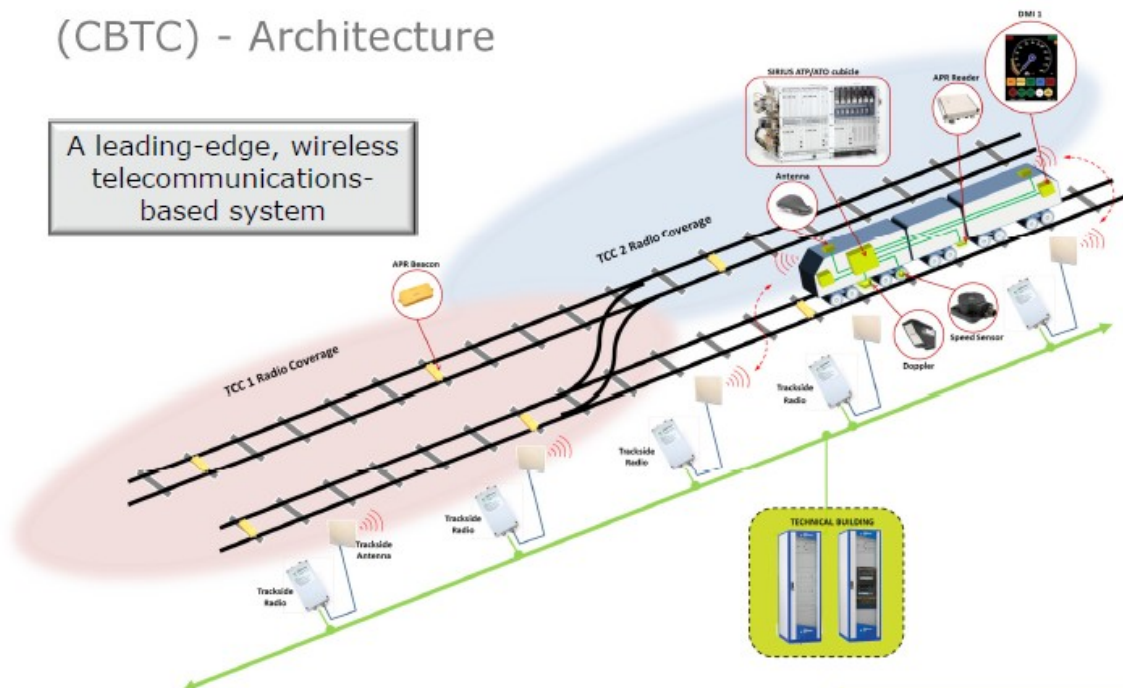 (CBTC) - Architecture
A leading-edge, wireless
telecommunications-
based system
DMI 1
SIRIUS ATP/ATO cubicle
APR Reader
Antenna
TCC 2 Radio Coverage
APR Beacon
TCC 1 Radio Coverage
Speed Sensor
Doppler
Trackside
Radio
Trackside
Radio
Trackside
Radio
Trackside
Antenna
Trackside
Radio
TECHNICAL BUILDING